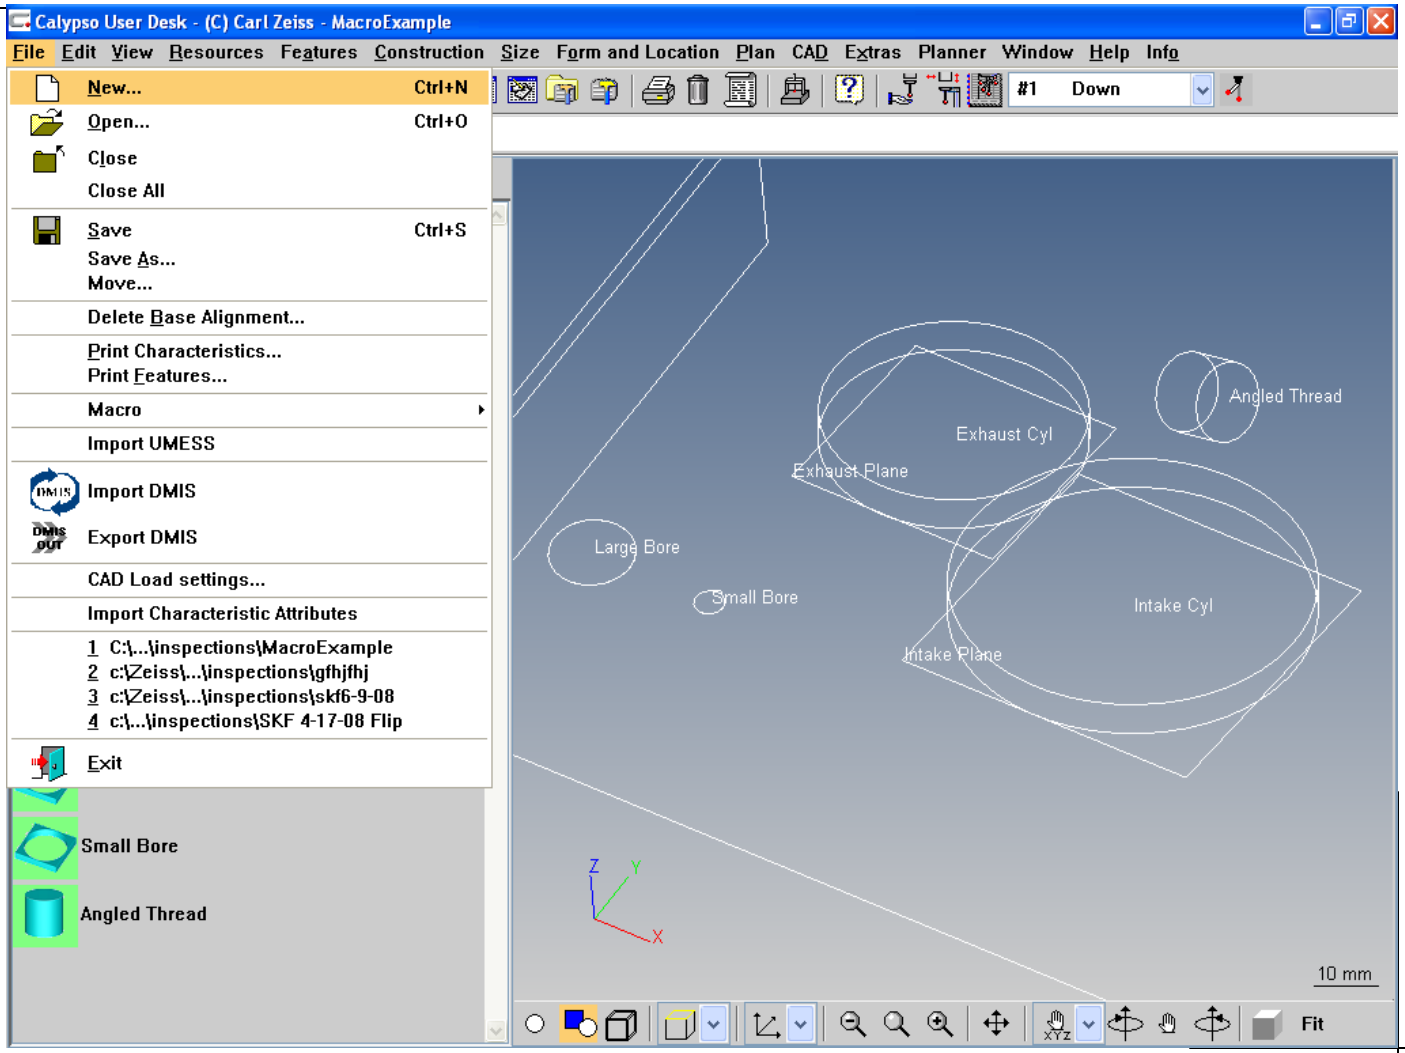 Calypso User Desk - (C) Carl Zeiss - MacroExample
File Edit View Resources Features Construction Size Form and Location Plan CAD Extras Planner Window Help Info
New... Ctrl+N
#1 Down
Open... Ctrl+O
Close
Close All
Save Ctrl+S
Save As...
Move...
Delete Base Alignment...
Print Characteristics...
Print Features...
Macro
Import UMESS
DMIS Import DMIS
DMIS OUT Export DMIS
CAD Load settings...
Import Characteristic Attributes
1 C:\...\inspections\MacroExample
2 c:\Zeiss\...\inspections\gfhjfhj
3 c:\Zeiss\...\inspections\skf6-9-08
4 c:\...\inspections\SKF 4-17-08 Flip
Exit
Small Bore
Angled Thread
Angled Thread
Exhaust Cyl
Exhaust Plane
Large Bore
Small Bore
Intake Cyl
Intake Plane
Z Y
X
10 mm
XYZ
Fit